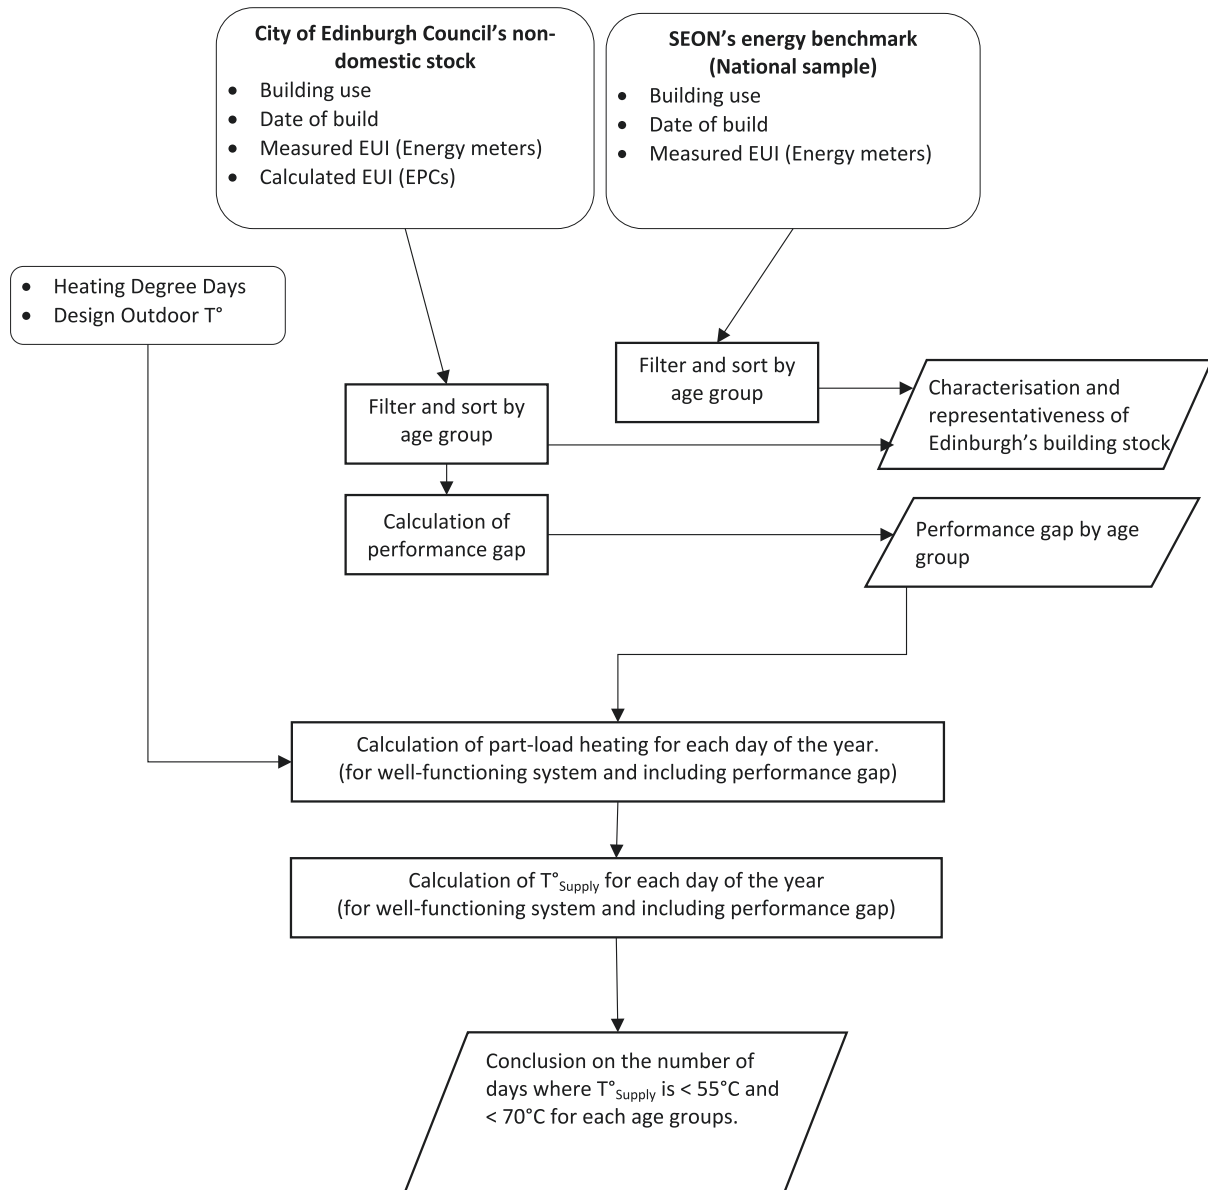 City of Edinburgh Council’s non-
domestic stock
● Building use
● Date of build
● Measured EUI (Energy meters)
● Calculated EUI (EPCs)
SEON’s energy benchmark
(National sample)
● Building use
● Date of build
● Measured EUI (Energy meters)
● Heating Degree Days
● Design Outdoor T°
Filter and sort by
age group
Characterisation and
representativeness of
Edinburgh’s building stock
Filter and sort by
age group
Calculation of
performance gap
Performance gap by age
group
Calculation of part-load heating for each day of the year.
(for well-functioning system and including performance gap)
Calculation of T°Supply for each day of the year
(for well-functioning system and including performance gap)
Conclusion on the number of
days where T°Supply is < 55°C and
< 70°C for each age groups.